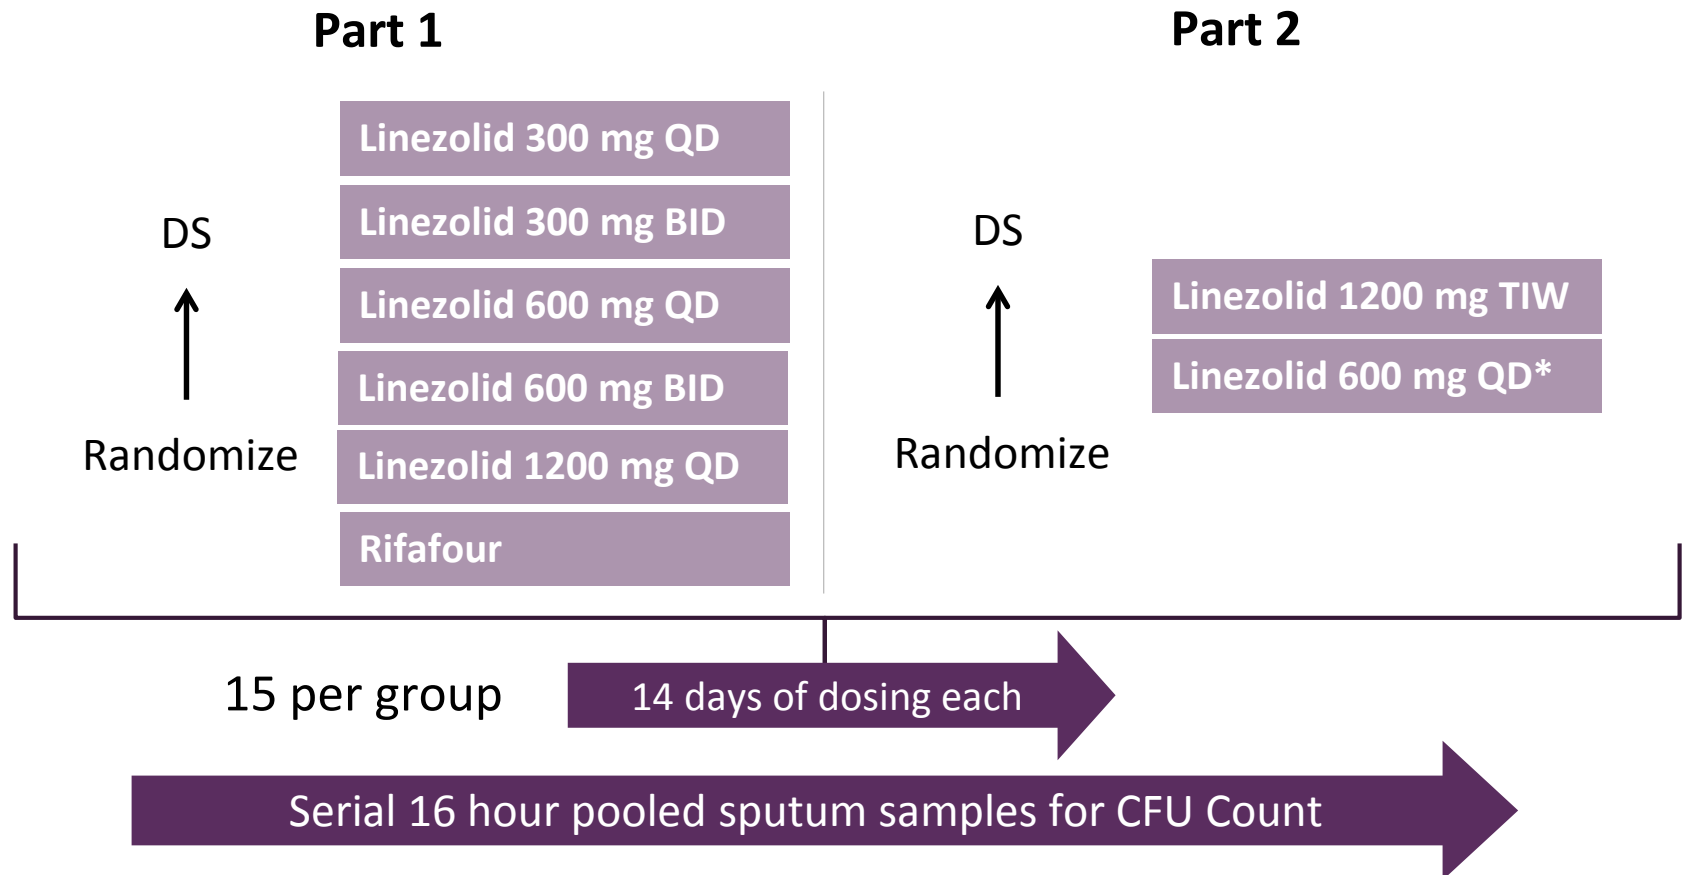 Part 1
Linezolid 300 mg QD
Linezolid 300 mg BID
Linezolid 600 mg QD
Linezolid 600 mg BID
Linezolid 1200 mg QD
Rifafour
DS
Randomize
Part 2
DS
Randomize
Linezolid 1200 mg TIW
Linezolid 600 mg QD*
15 per group
14 days of dosing each
Serial 16 hour pooled sputum samples for CFU Count